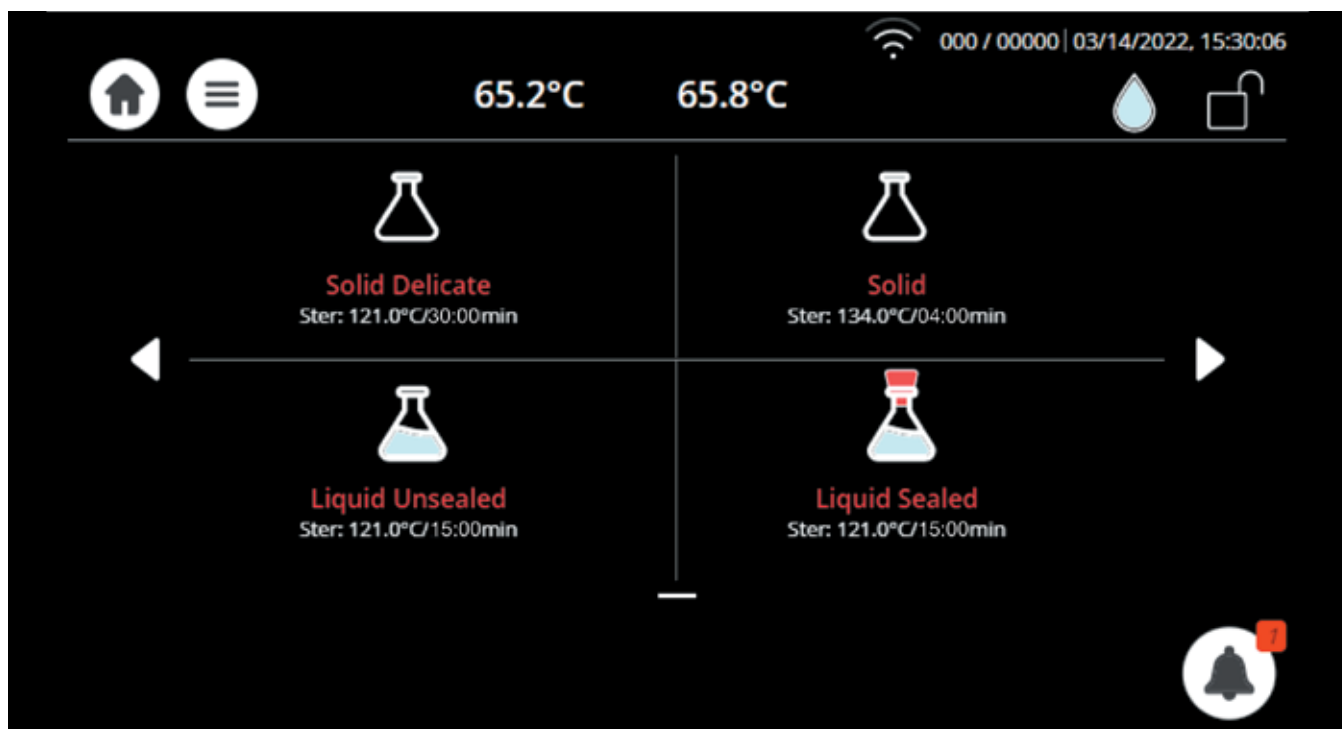 000 / 00000 | 03/14/2022, 15:30:06
65.2°C 65.8°C
Solid Delicate
Ster: 121.0°C/30:00min
Solid
Ster: 134.0°C/04:00min
Liquid Unsealed
Ster: 121.0°C/15:00min
Liquid Sealed
Ster: 121.0°C/15:00min
1